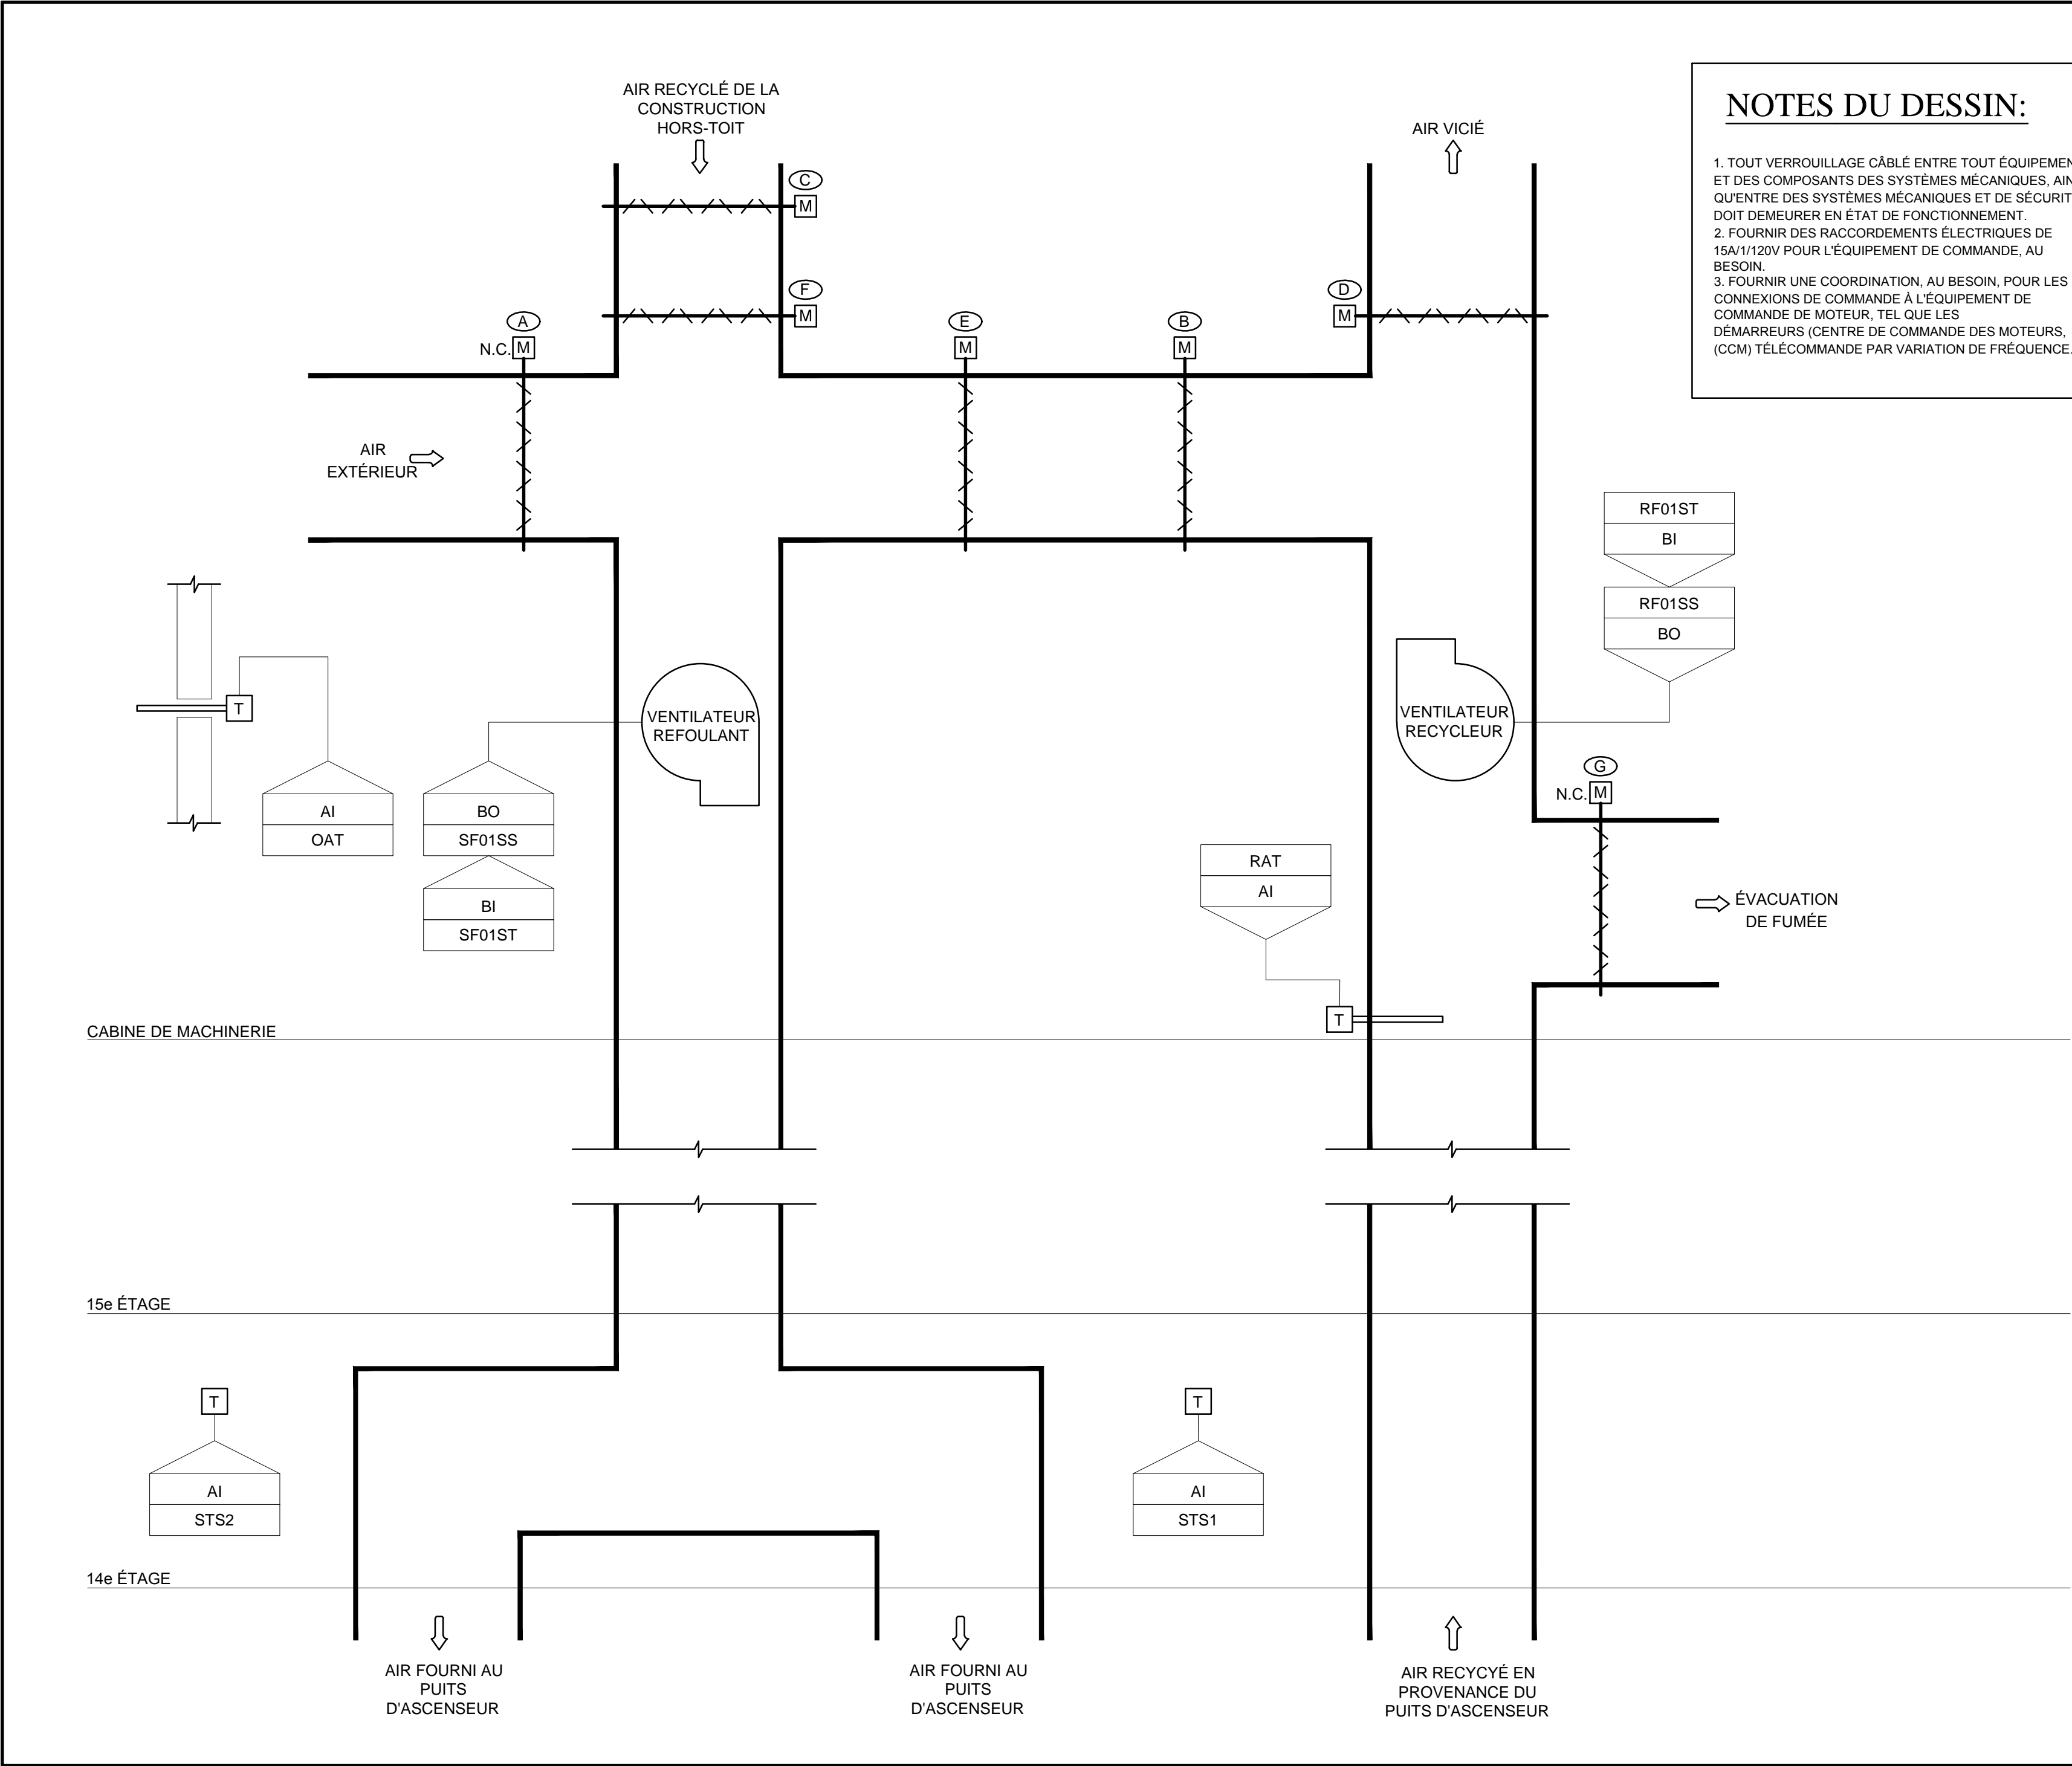 AIR RECYCLÉ DE LA
CONSTRUCTION
HORS-TOIT
AIR VICIÉ
NOTES DU DESSIN:
1. TOUT VERROUILLAGE CÂBLÉ ENTRE TOUT ÉQUIPEMEN
ET DES COMPOSANTS DES SYSTÈMES MÉCANIQUES, AIN
QU'ENTRE DES SYSTÈMES MÉCANIQUES ET DE SÉCURIT
DOIT DEMEURER EN ÉTAT DE FONCTIONNEMENT.
2. FOURNIR DES RACCORDEMENTS ÉLECTRIQUES DE
15A/1/120V POUR L'ÉQUIPEMENT DE COMMANDE, AU
BESOIN.
3. FOURNIR UNE COORDINATION, AU BESOIN, POUR LES
CONNEXIONS DE COMMANDE À L'ÉQUIPEMENT DE
COMMANDE DE MOTEUR, TEL QUE LES
DÉMARREURS (CENTRE DE COMMANDE DES MOTEURS,
(CCM) TÉLÉCOMMANDE PAR VARIATION DE FRÉQUENCE.
C
M
F
M
D
M
A
N.C. M
E
M
B
M
AIR
EXTÉRIEUR
RF01ST
BI
RF01SS
BO
T
VENTILATEUR
REFOULANT
VENTILATEUR
RECYCLEUR
G
N.C. M
AI
OAT
BO
SF01SS
BI
SF01ST
RAT
AI
ÉVACUATION
DE FUMÉE
T
CABINE DE MACHINERIE
15e ÉTAGE
T
AI
STS2
T
AI
STS1
14e ÉTAGE
AIR FOURNI AU
PUITS
D'ASCENSEUR
AIR FOURNI AU
PUITS
D'ASCENSEUR
AIR RECYCYÉ EN
PROVENANCE DU
PUITS D'ASCENSEUR